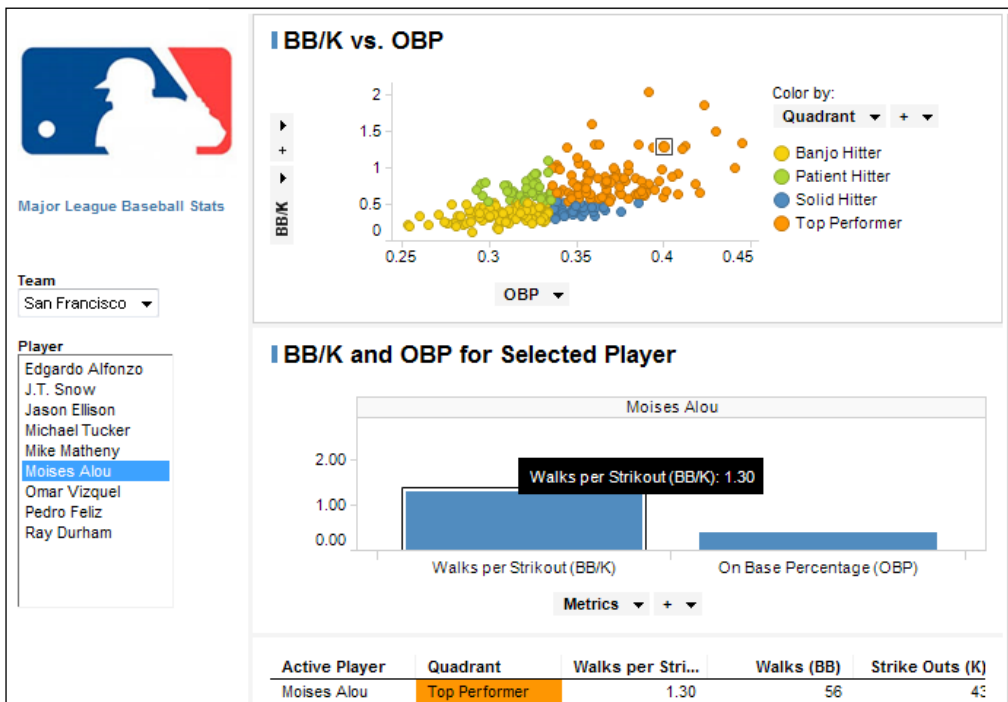 Major League Baseball Stats
Team
San Francisco
Player
Edgardo Alfonzo
J.T. Snow
Jason Ellison
Michael Tucker
Mike Matheny
Moises Alou
Omar Vizquel
Pedro Feliz
Ray Durham
BB/K vs. OBP
+
BB/K
2
1.5
1
0.5
0
0.25 0.3 0.35 0.4 0.45
OBP
Color by:
Quadrant +
Banjo Hitter
Patient Hitter
Solid Hitter
Top Performer
BB/K and OBP for Selected Player
Moises Alou
2.00
1.00
0.00
Walks per Strikout (BB/K): 1.30
Walks per Strikout (BB/K) On Base Percentage (OBP)
Metrics +
Active Player Quadrant Walks per Stri... Walks (BB) Strike Outs (K)
Moises Alou Top Performer 1.30 56 43